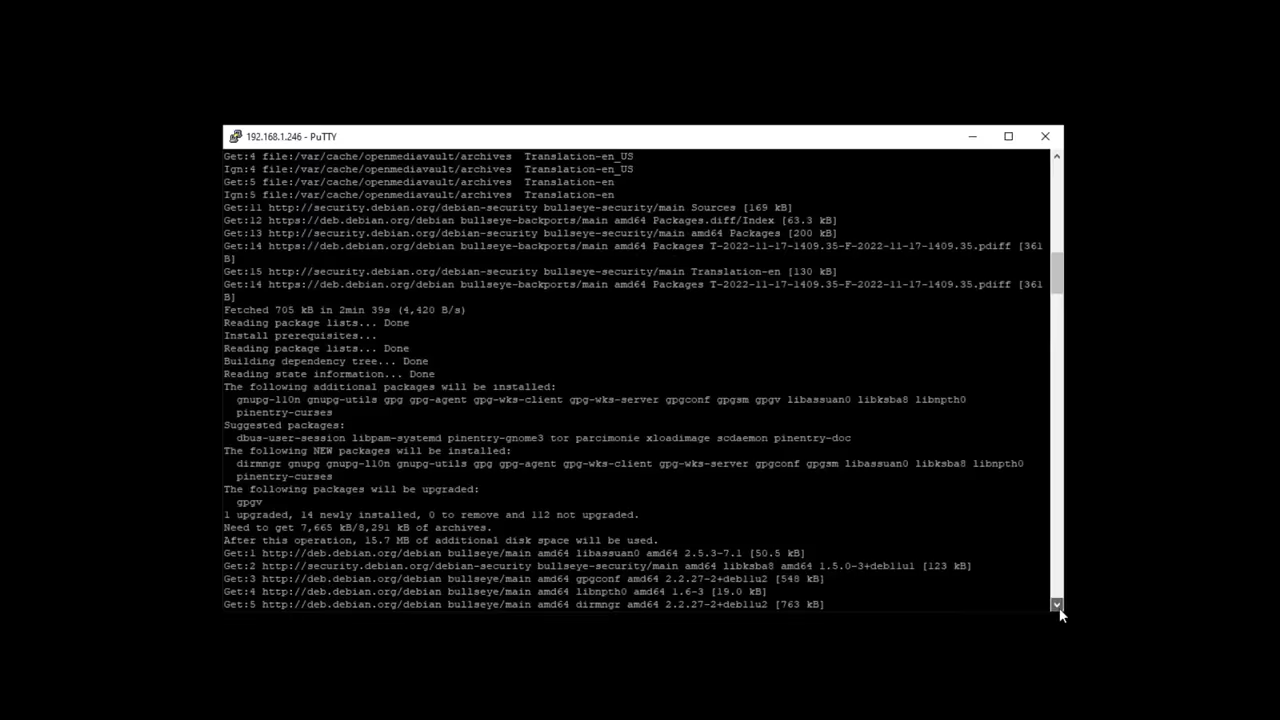 192.168.1.246 - PuTTY
Get:4 file:/var/cache/openmediavault/archives  Translation-en_US
Ign:4 file:/var/cache/openmediavault/archives  Translation-en_US
Get:5 file:/var/cache/openmediavault/archives  Translation-en
Ign:5 file:/var/cache/openmediavault/archives  Translation-en
Get:11 http://security.debian.org/debian-security bullseye-security/main Sources [169 kB]
Get:12 https://deb.debian.org/debian bullseye-backports/main amd64 Packages.diff/Index [63.3 kB]
Get:13 http://security.debian.org/debian-security bullseye-security/main amd64 Packages [200 kB]
Get:14 https://deb.debian.org/debian bullseye-backports/main amd64 Packages T-2022-11-17-1409.35-F-2022-11-17-1409.35.pdiff [361
B]
Get:15 http://security.debian.org/debian-security bullseye-security/main Translation-en [130 kB]
Get:14 https://deb.debian.org/debian bullseye-backports/main amd64 Packages T-2022-11-17-1409.35-F-2022-11-17-1409.35.pdiff [361
B]
Fetched 705 kB in 2min 39s (4,420 B/s)
Reading package lists... Done
Install prerequisites...
Reading package lists... Done
Building dependency tree... Done
Reading state information... Done
The following additional packages will be installed:
gnupg-l10n gnupg-utils gpg gpg-agent gpg-wks-client gpg-wks-server gpgconf gpgsm gpgv libassuan0 libksba8 libnpth0
pinentry-curses
Suggested packages:
dbus-user-session libpam-systemd pinentry-gnome3 tor parcimonie xloadimage scdaemon pinentry-doc
The following NEW packages will be installed:
dirmngr gnupg gnupg-l10n gnupg-utils gpg gpg-agent gpg-wks-client gpg-wks-server gpgconf gpgsm libassuan0 libksba8 libnpth0
pinentry-curses
The following packages will be upgraded:
gpgv
1 upgraded, 14 newly installed, 0 to remove and 112 not upgraded.
Need to get 7,665 kB/8,291 kB of archives.
After this operation, 15.7 MB of additional disk space will be used.
Get:1 http://deb.debian.org/debian bullseye/main amd64 libassuan0 amd64 2.5.3-7.1 [50.5 kB]
Get:2 http://security.debian.org/debian-security bullseye-security/main amd64 libksba8 amd64 1.5.0-3+deb11u1 [123 kB]
Get:3 http://deb.debian.org/debian bullseye/main amd64 gpgconf amd64 2.2.27-2+deb11u2 [548 kB]
Get:4 http://deb.debian.org/debian bullseye/main amd64 libnpth0 amd64 1.6-3 [19.0 kB]
Get:5 http://deb.debian.org/debian bullseye/main amd64 dirmngr amd64 2.2.27-2+deb11u2 [763 kB]